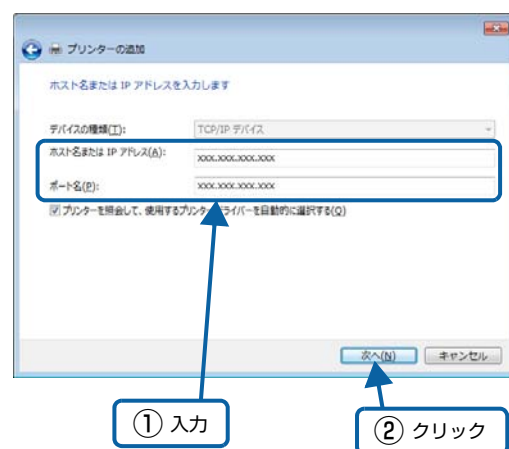 プリンターの追加
ホスト名または IP アドレスを入力します
デバイスの種類(T): TCP/IP デバイス
ホスト名または IP アドレス(A): xxx.xxx.xxx.xxx
ポート名(P): xxx.xxx.xxx.xxx
プリンターを照会して、使用するプリンタードライバーを自動的に選択する(Q)
次へ(N) キャンセル
① 入力
② クリック